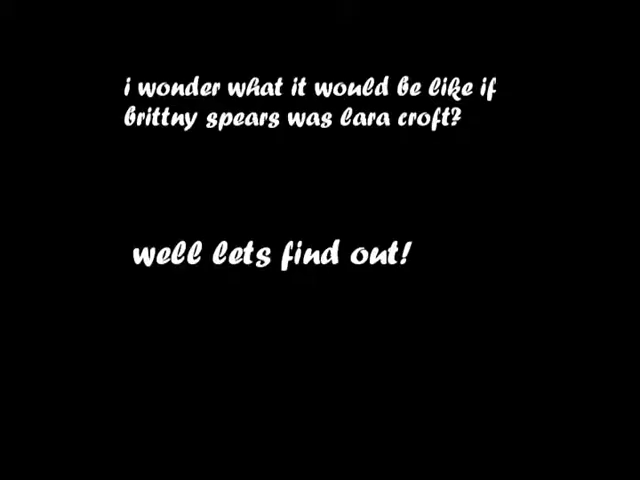 i wonder what it would be like if
brittny spears was lara croft?
well lets find out!